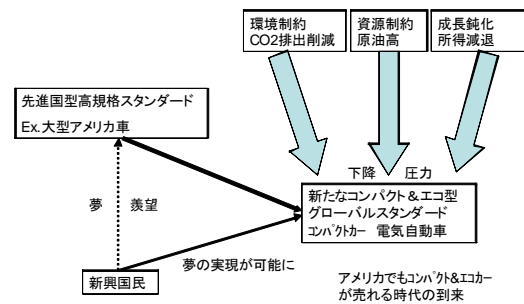 環境制約
CO2排出削減
資源制約
原油高
成長鈍化
所得減退
先進国型高規格スタンダード
Ex.大型アメリカ車
下降 圧力
夢 羨望
新たなコンパクト＆エコ型
グローバルスタンダード
コンパクトカー 電気自動車
夢の実現が可能に
新興国民
アメリカでもコンパクト&エコカー
が売れる時代の到来